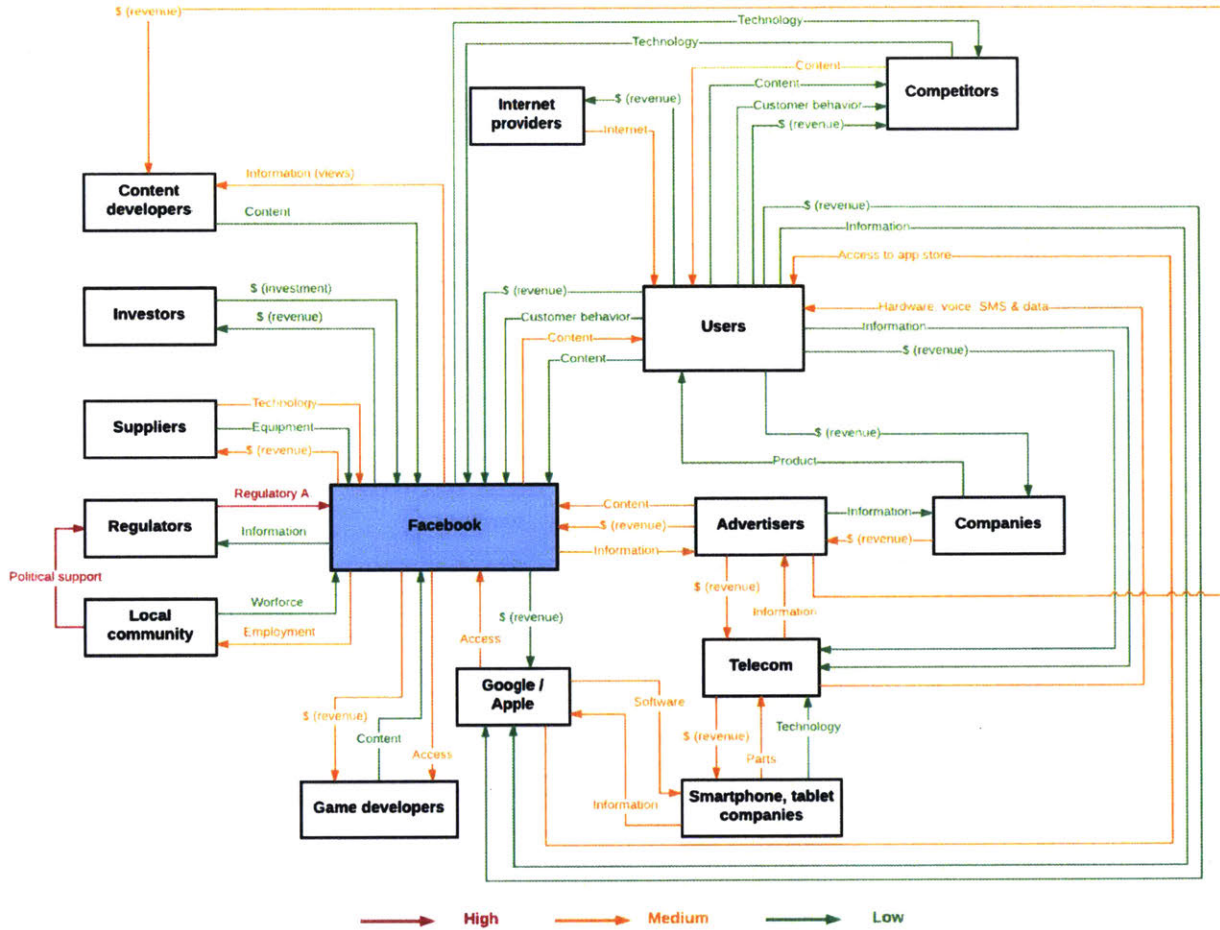 $ (revenue)
Technology
Technology
Content
Content
Customer behavior
$ (revenue)
Competitors
Internet
providers
$ (revenue)
Internet
Content
developers
Information (views)
Content
$ (revenue)
Information
Access to app store
Investors
$ (investment)
$ (revenue)
Users
$ (revenue)
Customer behavior
Content
Content
Hardware, voice, SMS & data
Information
$ (revenue)
Suppliers
Technology
Equipment
$ (revenue)
$ (revenue)
Product
Regulators
Regulatory A
Information
Facebook
Content
$ (revenue)
Information
Advertisers
Information
$ (revenue)
Companies
Political support
Local
community
Worforce
Employment
$ (revenue)
Access
$ (revenue)
Information
Google /
Apple
Telecom
Software
$ (revenue)
Content
Access
$ (revenue)
Parts
Technology
Game developers
Information
Smartphone, tablet
companies
High
Medium
Low